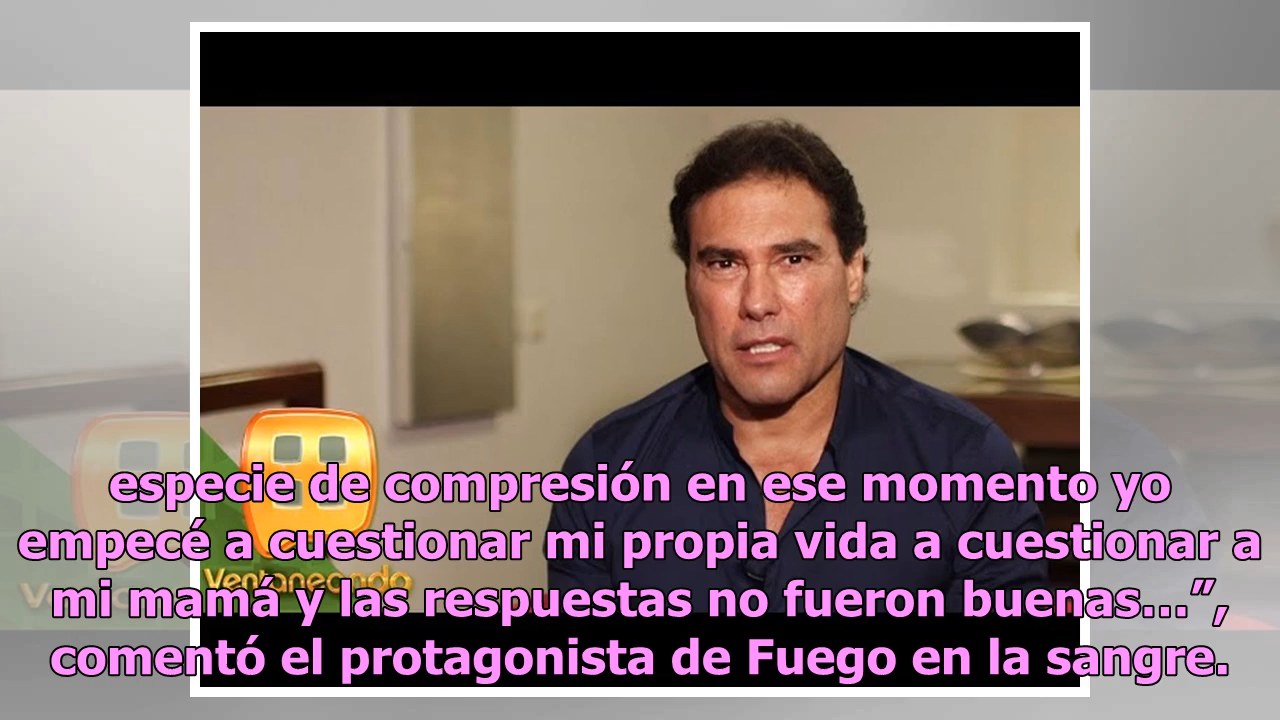 especie de compresión en ese momento yo
empecé a cuestionar mi propia vida a cuestionar a
Ventaneando
mi mamá y las respuestas no fueron buenas...”,
comentó el protagonista de Fuego en la sangre.